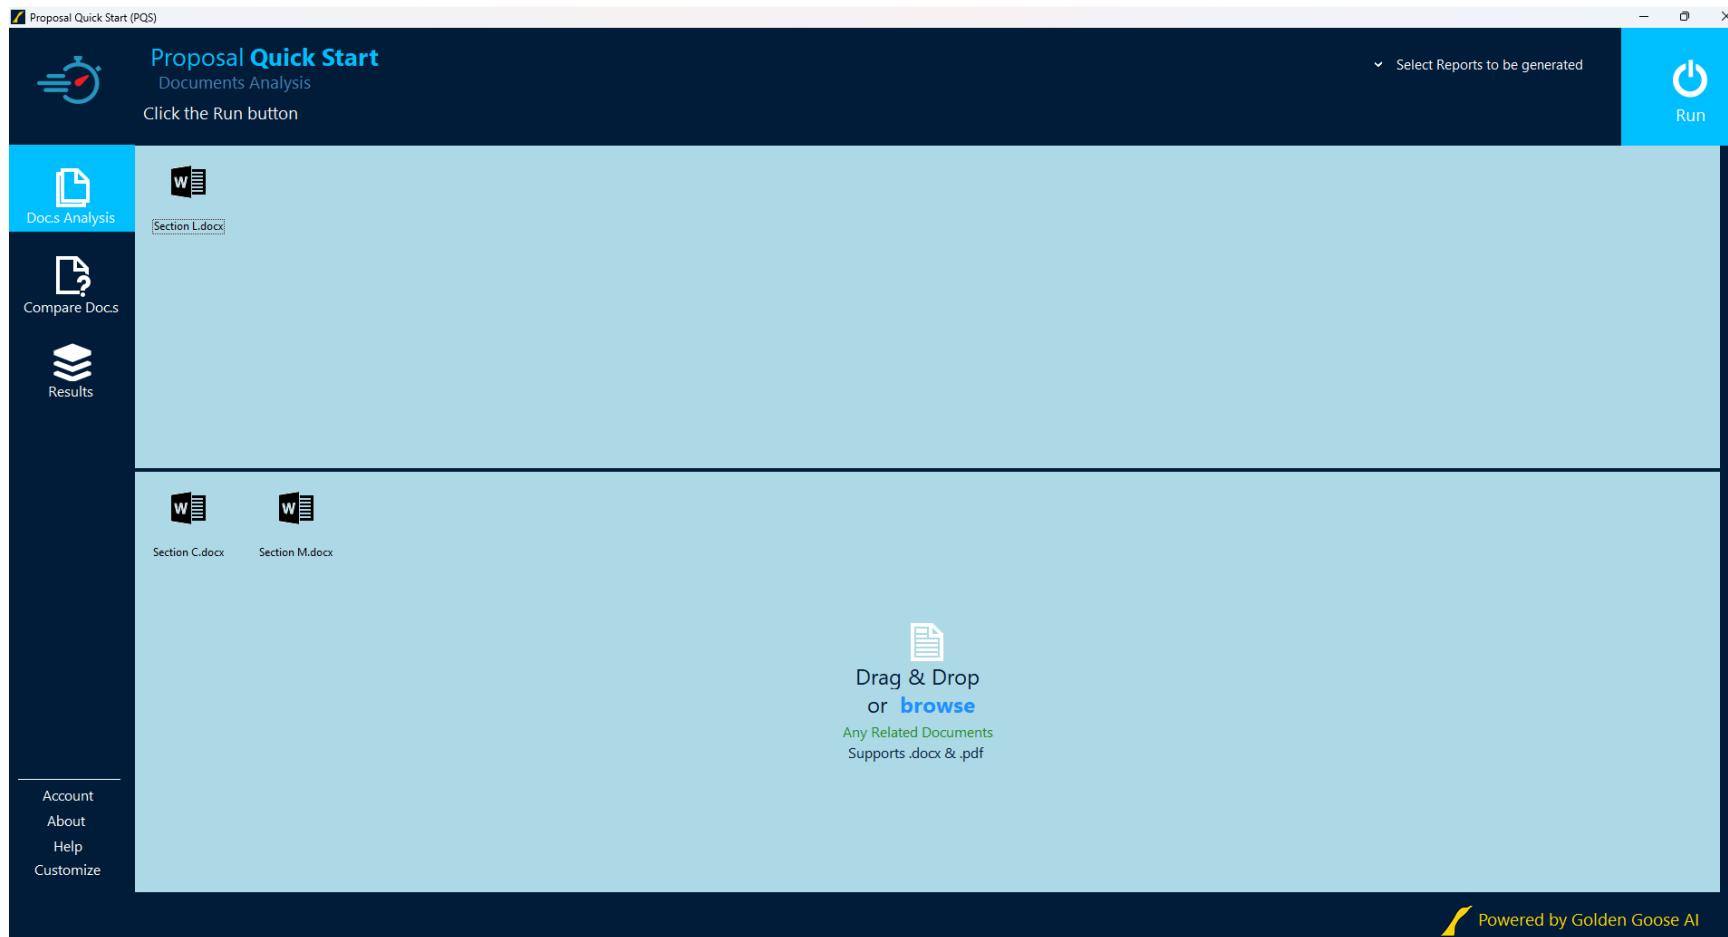 Proposal Quick Start (PQS)
Proposal Quick Start
Documents Analysis
Click the Run button
Select Reports to be generated
Run
Doc.s Analysis
Compare Doc.s
Results
Account
About
Help
Customize
W
Section L.docx
W
Section C.docx
W
Section M.docx
Drag & Drop
or browse
Any Related Documents
Supports .docx & .pdf
Powered by Golden Goose AI